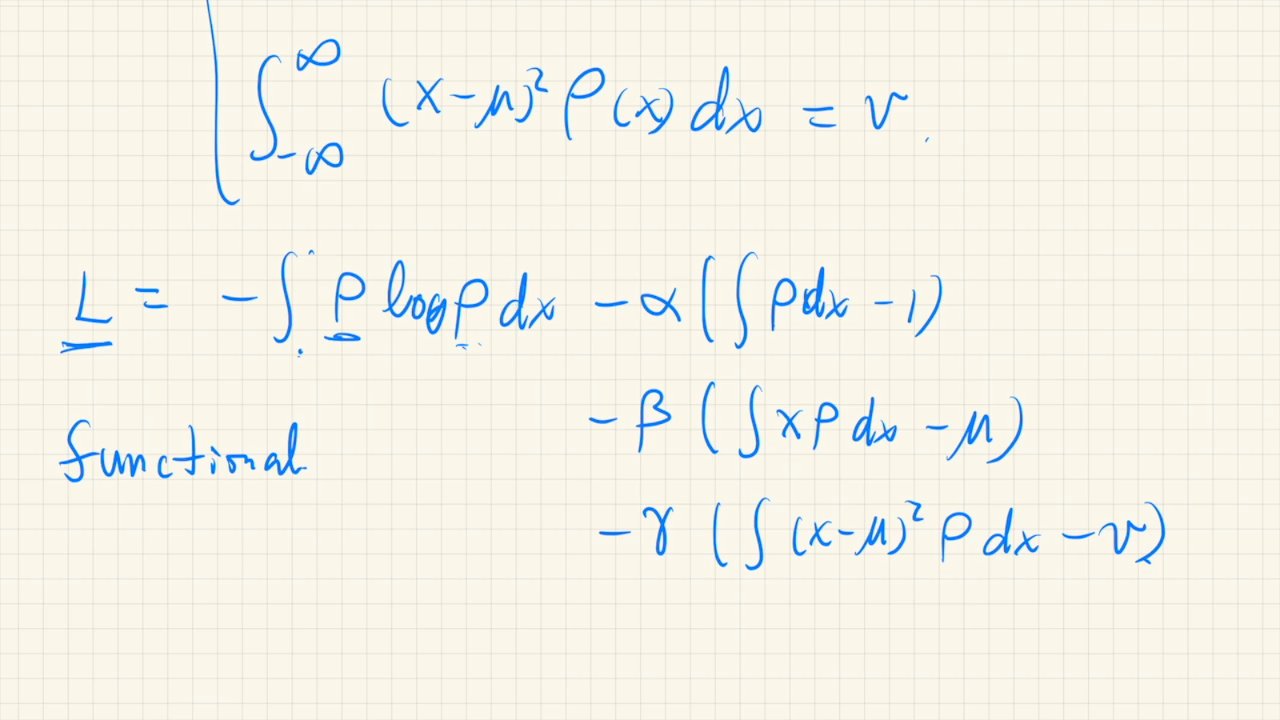 ∫_{-∞}^{∞} (x-μ)² ρ(x) dx = v.
L = -∫ ρ log ρ dx - α (∫ ρ dx - 1)
- β (∫ x ρ dx - μ)
functional
- γ (∫ (x-μ)² ρ dx - v)